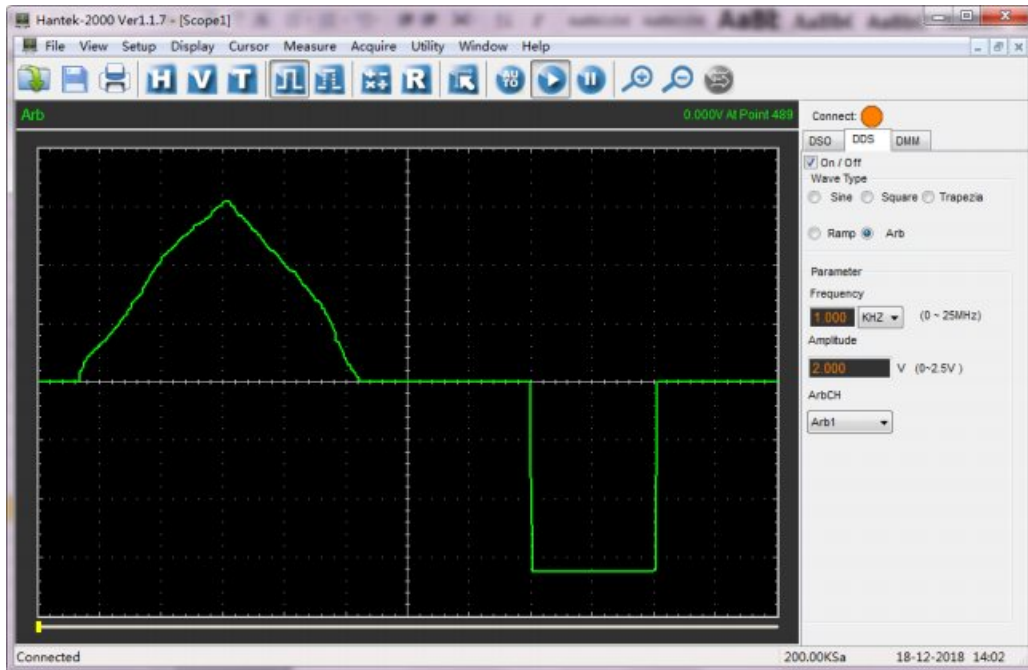 Hantek-2000 Ver1.1.7 - [Scope1]
File View Setup Display Cursor Measure Acquire Utility Window Help
H V T R AUTO
Arb 0.000V At Point 489
Connect:
DSO DDS DMM
On / Off
Wave Type
Sine Square Trapezia
Ramp Arb
Parameter
Frequency
1.000 KHZ (0 ~ 25MHz)
Amplitude
2.000 V (0~2.5V )
ArbCH
Arb1
Connected 200.00KSa 18-12-2018 14:02